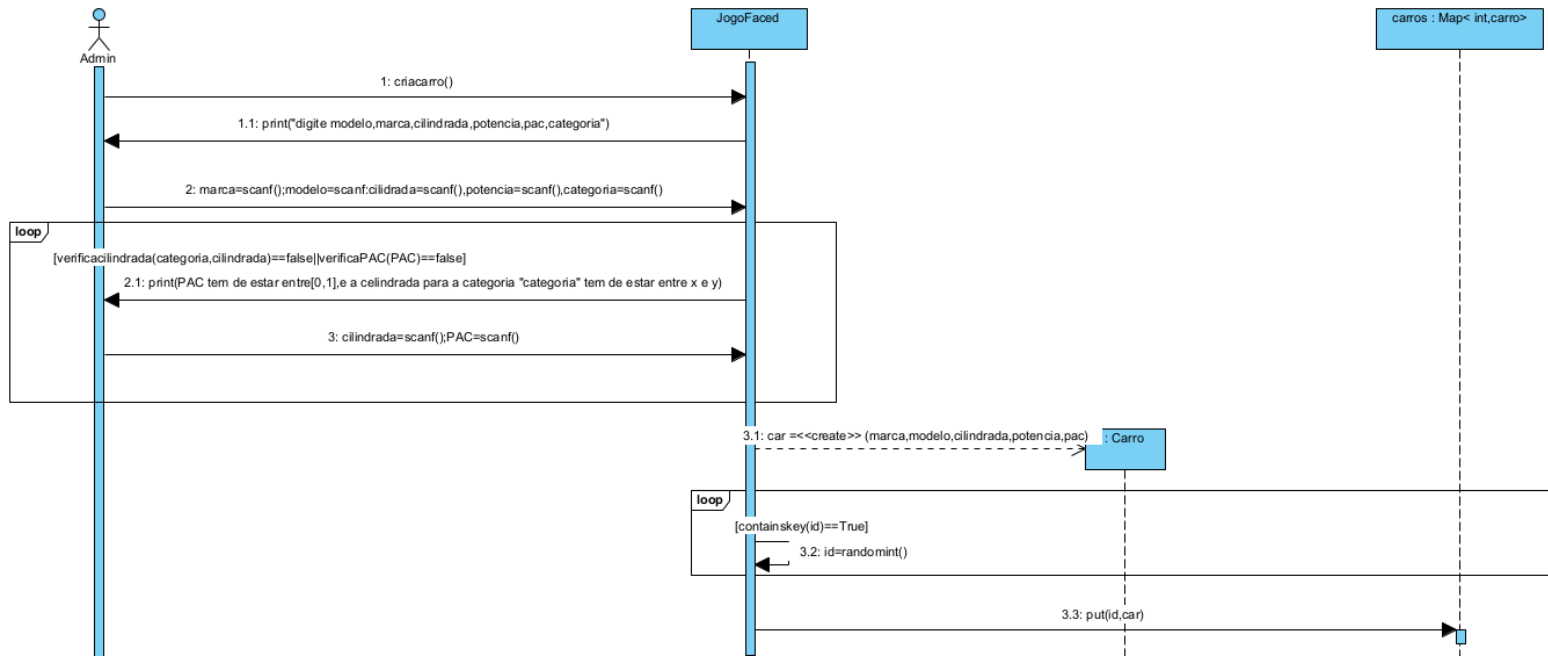 JogoFaced
carros : Map< int,carro>
Admin
1: criacarro()
1.1: print("digite modelo,marca,cilindrada,potencia,pac,categoria")
2: marca=scanf();modelo=scanf:cilidrada=scanf(),potencia=scanf(),categoria=scanf()
loop
[verificacilindrada(categoria,cilindrada)==false||verificaPAC(PAC)==false]
2.1: print(PAC tem de estar entre[0,1],e a celindrada para a categoria "categoria" tem de estar entre x e y)
3: cilindrada=scanf();PAC=scanf()
3.1: car =<<create>> (marca,modelo,cilindrada,potencia,pac)
: Carro
loop
[containskey(id)==True]
3.2: id=randomint()
3.3: put(id,car)